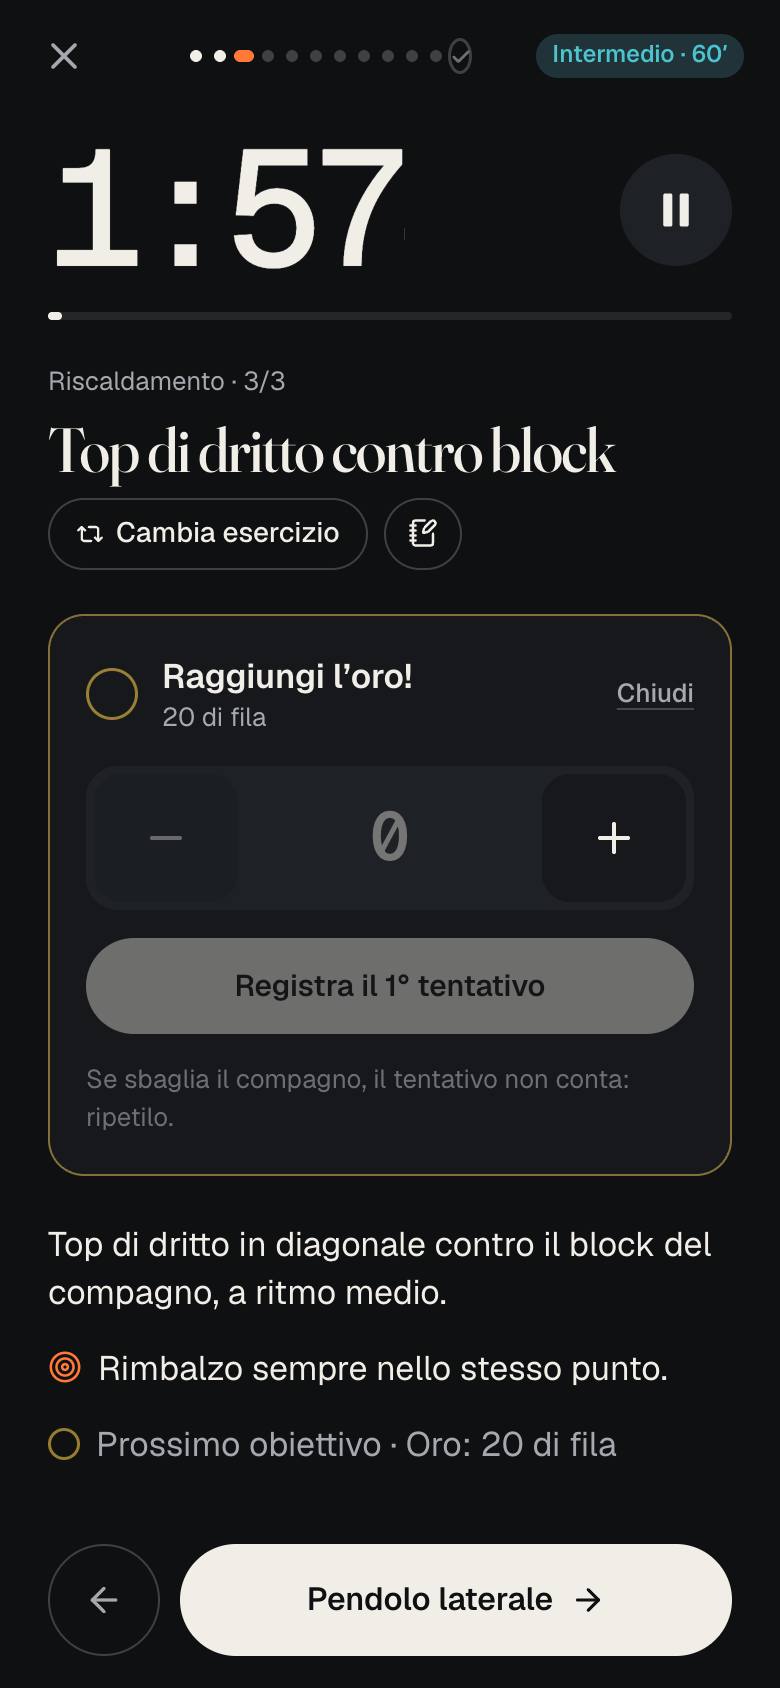 Intermedio · 60′
1:57
Riscaldamento · 3/3
Top di dritto contro block
Cambia esercizio
Raggiungi l’oro!
20 di fila
Chiudi
0
Registra il 1° tentativo
Se sbaglia il compagno, il tentativo non conta:
ripetilo.
Top di dritto in diagonale contro il block del
compagno, a ritmo medio.
Rimbalzo sempre nello stesso punto.
Prossimo obiettivo · Oro: 20 di fila
Pendolo laterale